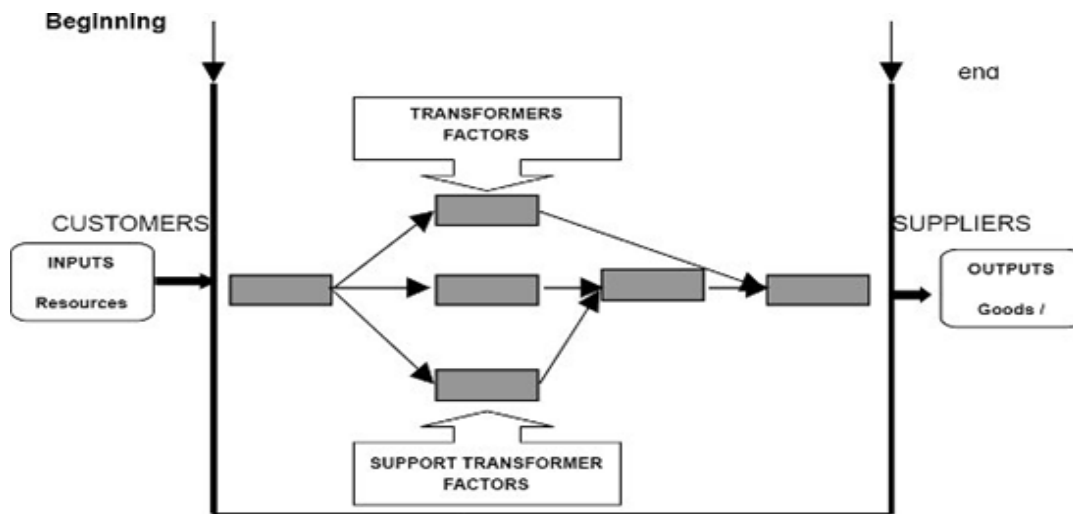 Beginning
end
TRANSFORMERS
FACTORS
CUSTOMERS
SUPPLIERS
INPUTS
Resources
OUTPUTS
Goods /
SUPPORT TRANSFORMER
FACTORS